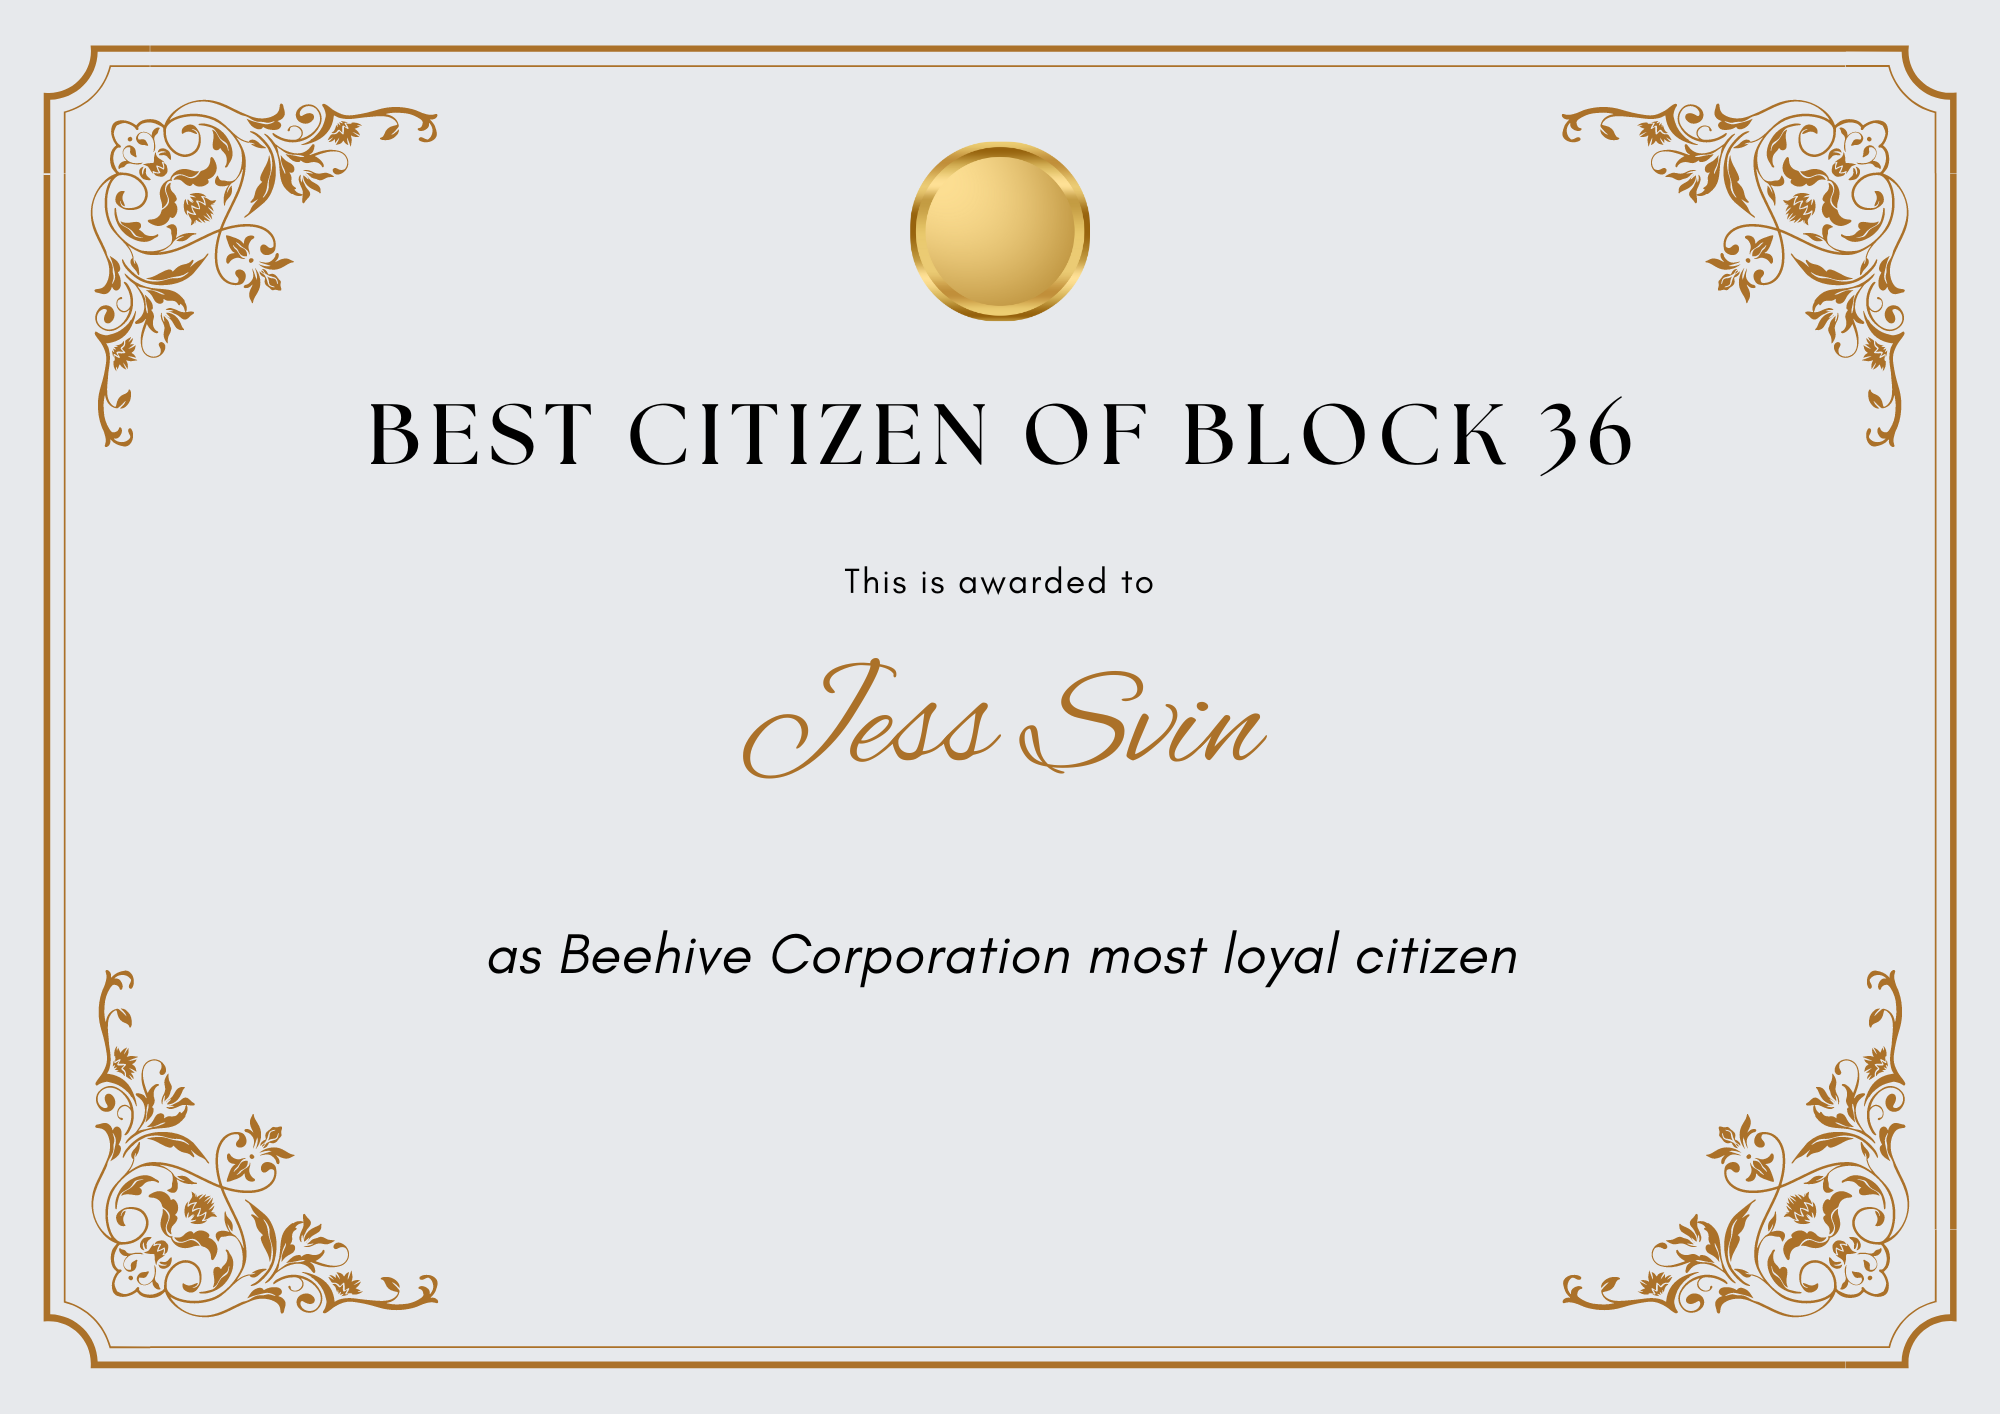 BEST CITIZEN OF BLOCK 36
This is awarded to
Jess Svin
as Beehive Corporation most loyal citizen